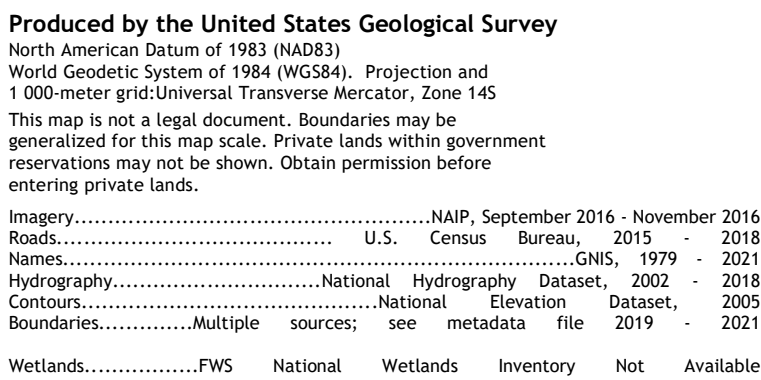 Produced by the United States Geological Survey
North American Datum of 1983 (NAD83)
World Geodetic System of 1984 (WGS84). Projection and
1 000-meter grid:Universal Transverse Mercator, Zone 14S
This map is not a legal document. Boundaries may be
generalized for this map scale. Private lands within government
reservations may not be shown. Obtain permission before
entering private lands.
Imagery............................................NAIP, September 2016 - November 2016
Roads.................................. U.S. Census Bureau, 2015 - 2018
Names...............................................................GNIS, 1979 - 2021
Hydrography..........................National Hydrography Dataset, 2002 - 2018
Contours.....................................National Elevation Dataset, 2005
Boundaries.............Multiple sources; see metadata file 2019 - 2021
Wetlands.................FWS National Wetlands Inventory Not Available